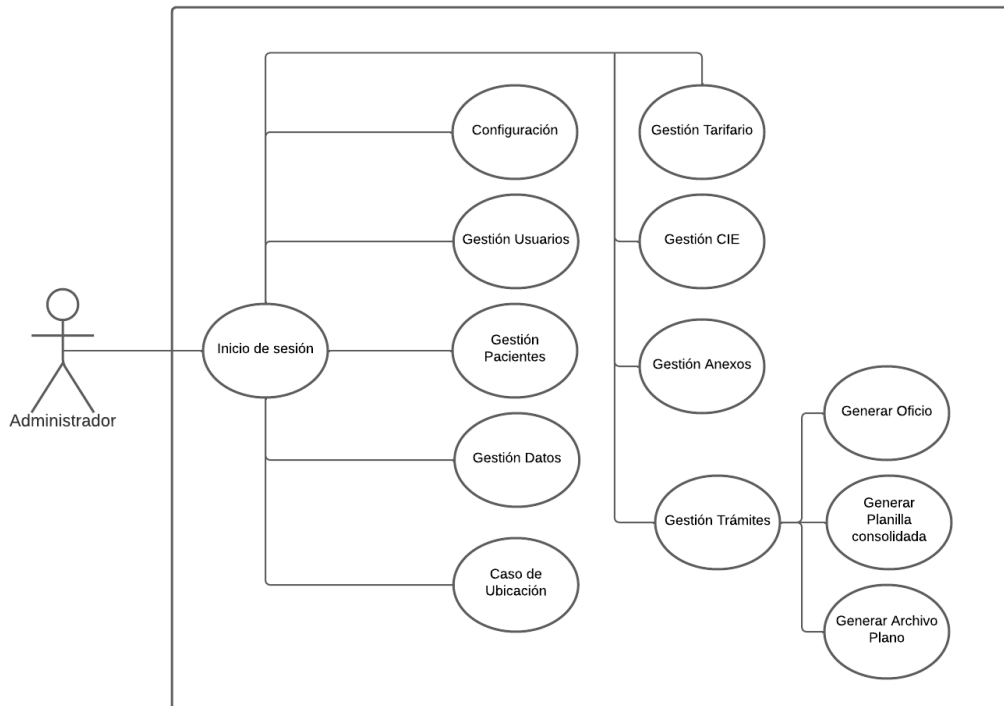 Configuración
Gestión Tarifario
Gestión Usuarios
Gestión CIE
Administrador
Inicio de sesión
Gestión
Pacientes
Gestión Anexos
Gestión Datos
Caso de
Ubicación
Gestión Trámites
Generar Oficio
Generar
Planilla
consolidada
Generar Archivo
Plano